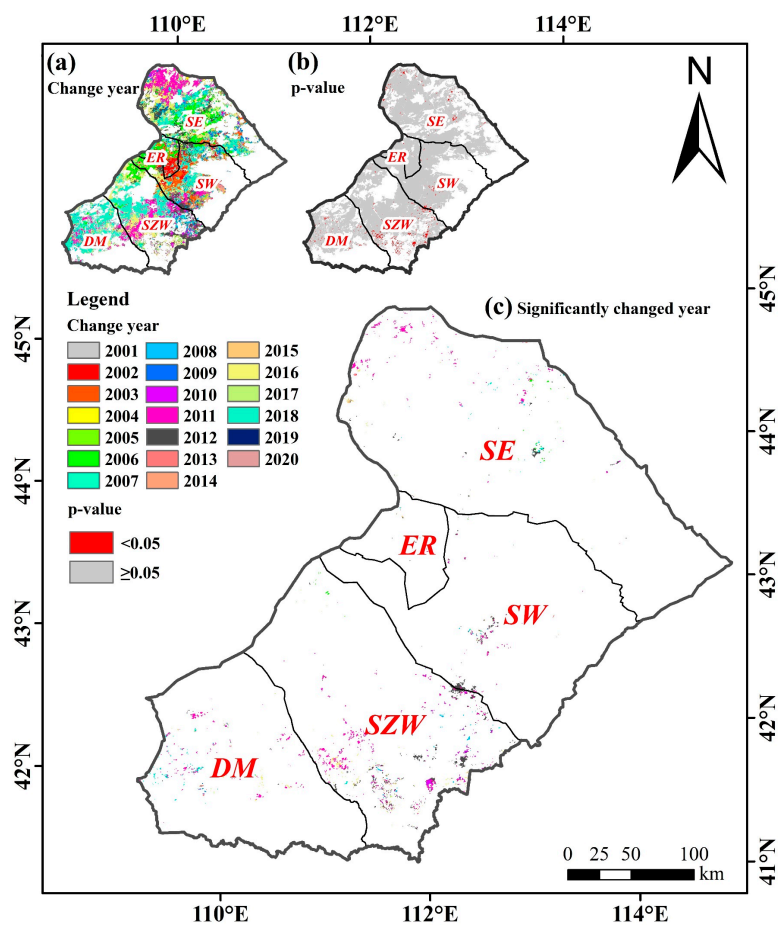 110°E 112°E 114°E
(a)
Change year
SE
ER
SW
SZW
DM
(b)
p-value
SE
ER
SW
SZW
DM
N
Legend
Change year
2001 2008 2015
2002 2009 2016
2003 2010 2017
2004 2011 2018
2005 2012 2019
2006 2013 2020
2007 2014
p-value
<0.05
≥0.05
(c) Significantly changed year
SE
ER
SW
SZW
DM
45°N
44°N
43°N
42°N
45°N
44°N
43°N
42°N
41°N
0 25 50 100
km
110°E 112°E 114°E